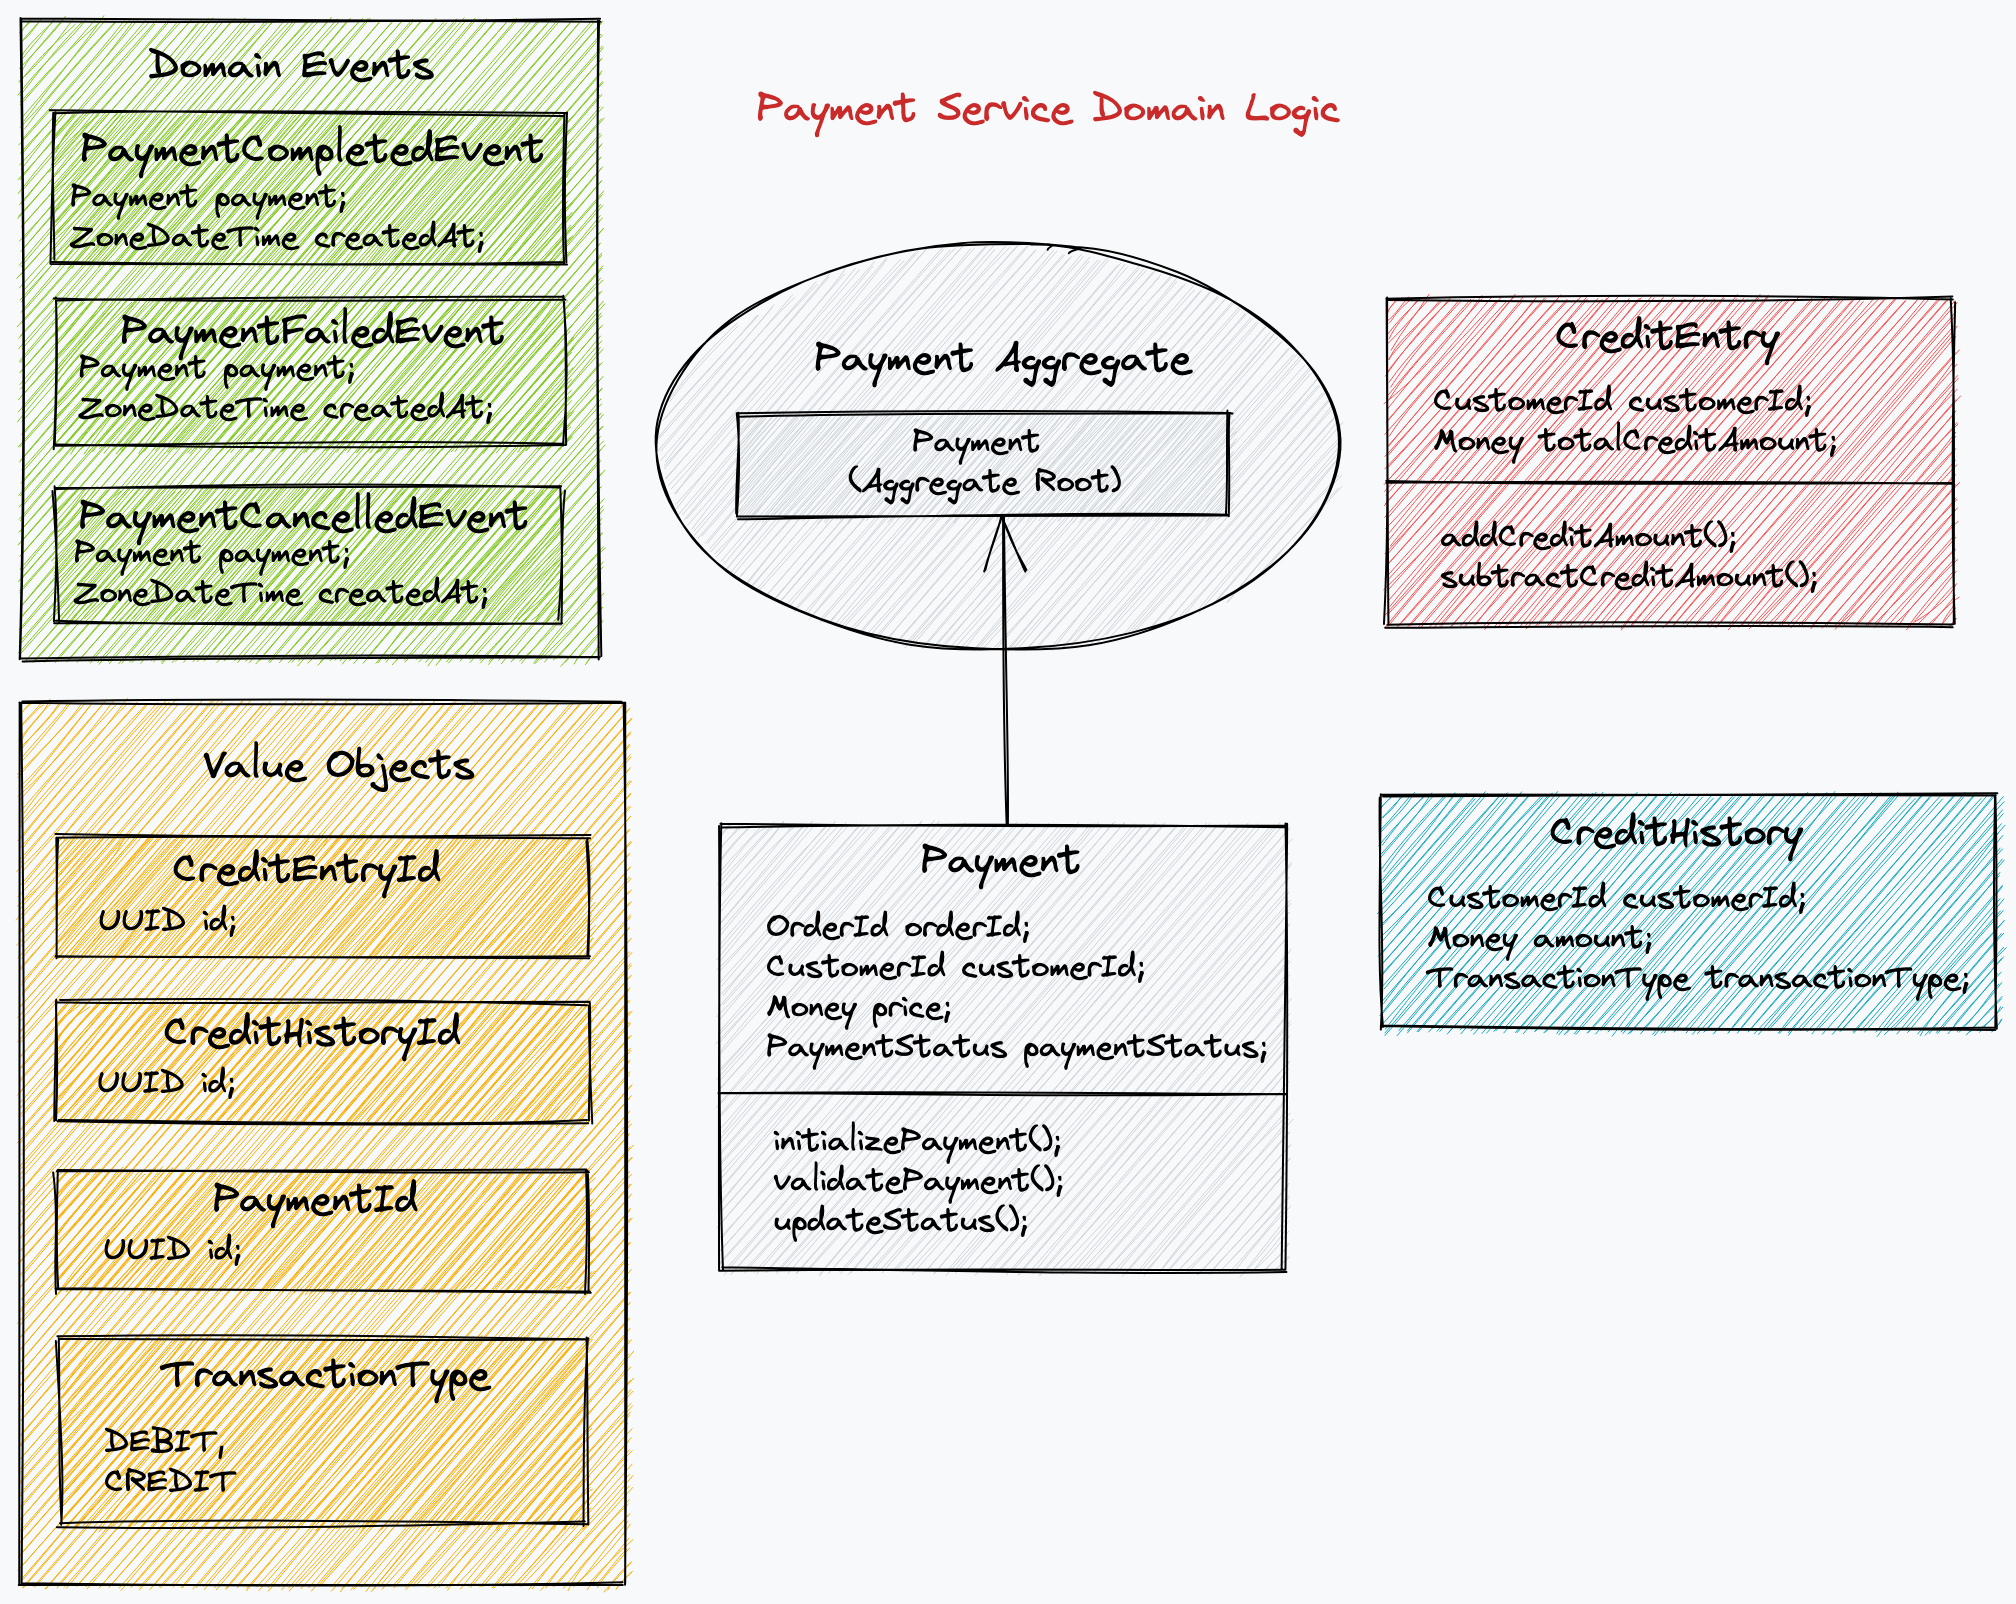 Domain Events
PaymentCompletedEvent
Payment payment;
ZoneDateTime createdAt;
PaymentFailedEvent
Payment payment;
ZoneDateTime createdAt;
PaymentCancelledEvent
Payment payment;
ZoneDateTime createdAt;
Value Objects
CreditEntryId
UUID id;
CreditHistoryId
UUID id;
PaymentId
UUID id;
TransactionType
DEBIT,
CREDIT
Payment Service Domain Logic
Payment Aggregate
Payment
(Aggregate Root)
Payment
OrderId orderId;
CustomerId customerId;
Money price;
PaymentStatus paymentStatus;
initializePayment();
validatePayment();
updateStatus();
CreditEntry
CustomerId customerId;
Money totalCreditAmount;
addCreditAmount();
subtractCreditAmount();
CreditHistory
CustomerId customerId;
Money amount;
TransactionType transactionType;